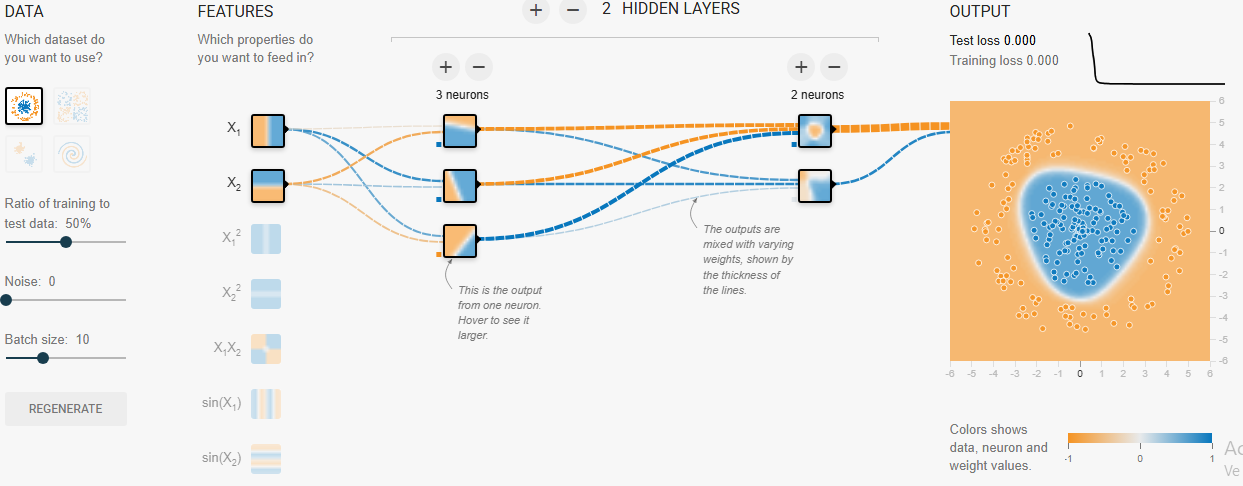 DATA
Which dataset do
you want to use?
Ratio of training to
test data: 50%
Noise: 0
Batch size: 10
REGENERATE
FEATURES
Which properties do
you want to feed in?
X₁
X₂
X₁²
X₂²
X₁X₂
sin(X₁)
sin(X₂)
+ − 2 HIDDEN LAYERS
+ −
3 neurons
This is the output
from one neuron.
Hover to see it
larger.
+ −
2 neurons
The outputs are
mixed with varying
weights, shown by
the thickness of
the lines.
OUTPUT
Test loss 0.000
Training loss 0.000
6
5
4
3
2
1
0
-1
-2
-3
-4
-5
-6
-6 -5 -4 -3 -2 -1 0 1 2 3 4 5 6
Colors shows
data, neuron and
weight values.
-1 0 1